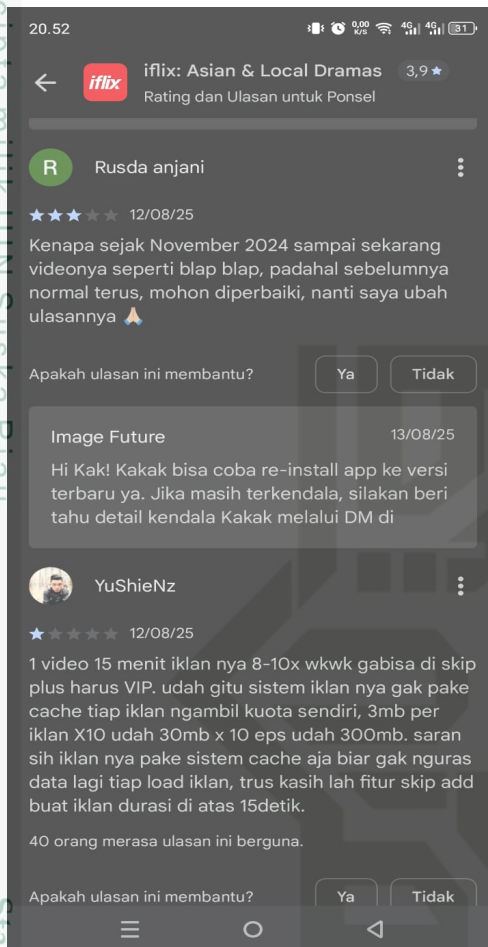 20.52
0,00 K/S 4G 4G 31
iflix
iflix: Asian & Local Dramas 3,9★
Rating dan Ulasan untuk Ponsel
R
Rusda anjani
12/08/25
Kenapa sejak November 2024 sampai sekarang
videonya seperti blap blap, padahal sebelumnya
normal terus, mohon diperbaiki, nanti saya ubah
ulasannya 🙏🏻
Apakah ulasan ini membantu? Ya Tidak
Image Future 13/08/25
Hi Kak! Kakak bisa coba re-install app ke versi
terbaru ya. Jika masih terkendala, silakan beri
tahu detail kendala Kakak melalui DM di
YuShieNz
12/08/25
1 video 15 menit iklan nya 8-10x wkwk gabisa di skip
plus harus VIP. udah gitu sistem iklan nya gak pake
cache tiap iklan ngambil kuota sendiri, 3mb per
iklan X10 udah 30mb x 10 eps udah 300mb. saran
sih iklan nya pake sistem cache aja biar gak nguras
data lagi tiap load iklan, trus kasih lah fitur skip add
buat iklan durasi di atas 15detik.
40 orang merasa ulasan ini berguna.
Apakah ulasan ini membantu? Ya Tidak